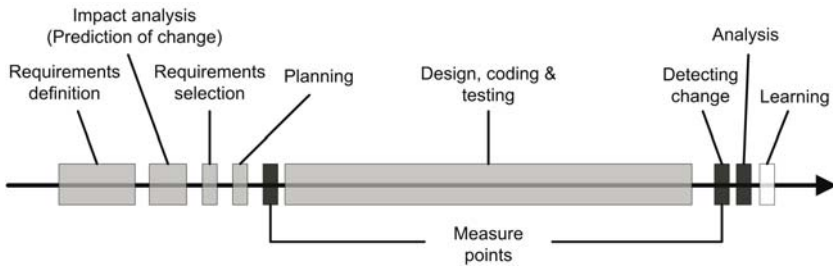 Impact analysis
(Prediction of change)
Requirements
definition
Requirements
selection
Planning
Design, coding &
testing
Detecting
change
Analysis
Learning
Measure
points